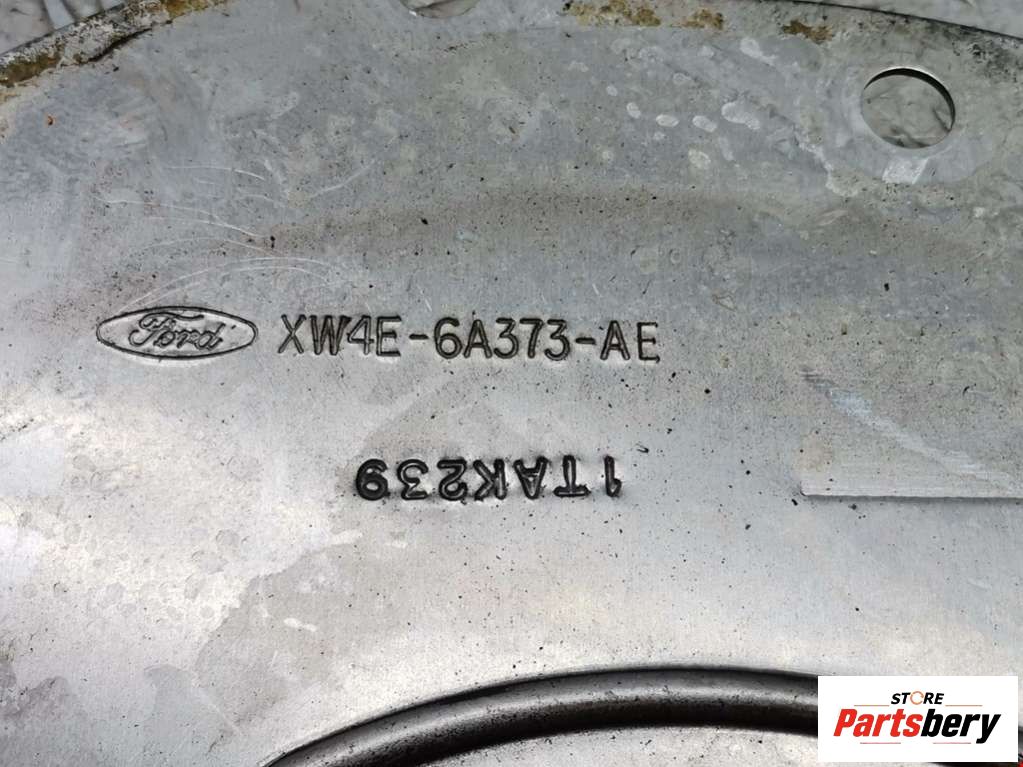 Ford XW4E-6A373-AE
1TAK239
STORE
Partsbery